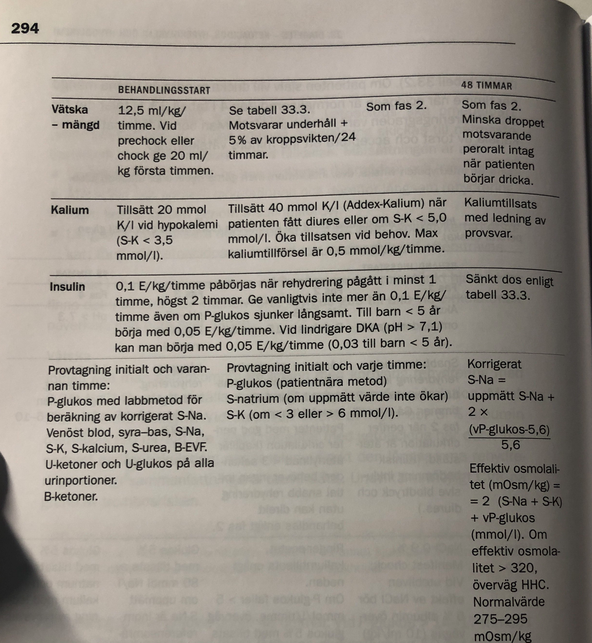 294
BEHANDLINGSSTART
48 TIMMAR
Vätska
– mängd
12,5 ml/kg/
timme. Vid
prechock eller
chock ge 20 ml/
kg första timmen.
Se tabell 33.3.
Motsvarar underhåll +
5 % av kroppsvikten/24
timmar.
Som fas 2.
Som fas 2.
Minska droppet
motsvarande
peroralt intag
när patienten
börjar dricka.
Kalium
Tillsätt 20 mmol
K/l vid hypokalemi
(S-K < 3,5
mmol/l).
Tillsätt 40 mmol K/l (Addex-Kalium) når
patienten fått diures eller om S-K < 5,0
mmol/l. Öka tillsatsen vid behov. Max
kaliumtillförsel är 0,5 mmol/kg/timme.
Kaliumtillsats
med ledning av
provsvar.
Insulin
0,1 E/kg/timme påbörjas när rehydrering pågått i minst 1
timme, högst 2 timmar. Ge vanligtvis inte mer än 0,1 E/kg/
timme även om P-glukos sjunker långsamt. Till barn < 5 år
börja med 0,05 E/kg/timme. Vid lindrigare DKA (pH > 7,1)
kan man börja med 0,05 E/kg/timme (0,03 till barn < 5 år).
Sänkt dos enligt
tabell 33.3.
Provtagning initialt och varan-
nan timme:
P-glukos med labbmetod för
beräkning av korrigerat S-Na.
Venöst blod, syra–bas, S-Na,
S-K, S-kalcium, S-urea, B-EVF.
U-ketoner och U-glukos på alla
urinportioner.
B-ketoner.
Provtagning initialt och varje timme:
P-glukos (patientnära metod)
S-natrium (om uppmätt värde inte ökar)
S-K (om < 3 eller > 6 mmol/l).
Korrigerat
S-Na =
uppmätt S-Na +
2 ×
(vP-glukos-5,6)
5,6
Effektiv osmolali-
tet (mOsm/kg) =
= 2 (S-Na + S-K)
+ vP-glukos
(mmol/l). Om
effektiv osmola-
litet > 320,
överväg HHC.
Normalvärde
275–295
mOsm/kg